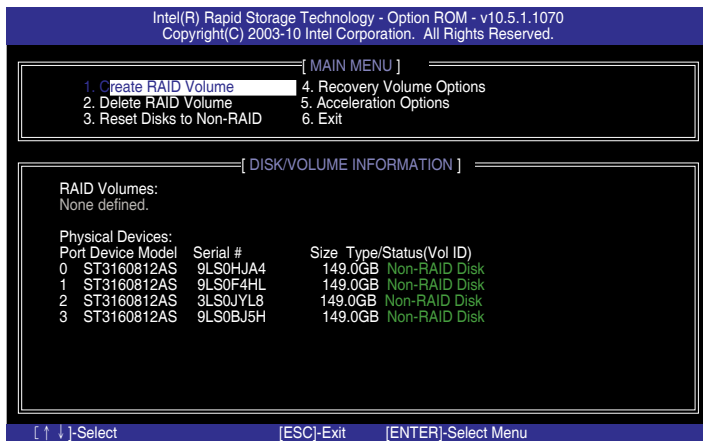 Intel(R) Rapid Storage Technology - Option ROM - v10.5.1.1070
Copyright(C) 2003-10 Intel Corporation. All Rights Reserved.
[ MAIN MENU ]
1. Create RAID Volume 4. Recovery Volume Options
2. Delete RAID Volume 5. Acceleration Options
3. Reset Disks to Non-RAID 6. Exit
[ DISK/VOLUME INFORMATION ]
RAID Volumes:
None defined.
Physical Devices:
Port Device Model Serial # Size Type/Status(Vol ID)
0 ST3160812AS 9LS0HJA4 149.0GB Non-RAID Disk
1 ST3160812AS 9LS0F4HL 149.0GB Non-RAID Disk
2 ST3160812AS 3LS0JYL8 149.0GB Non-RAID Disk
3 ST3160812AS 9LS0BJ5H 149.0GB Non-RAID Disk
[↑↓]-Select [ESC]-Exit [ENTER]-Select Menu